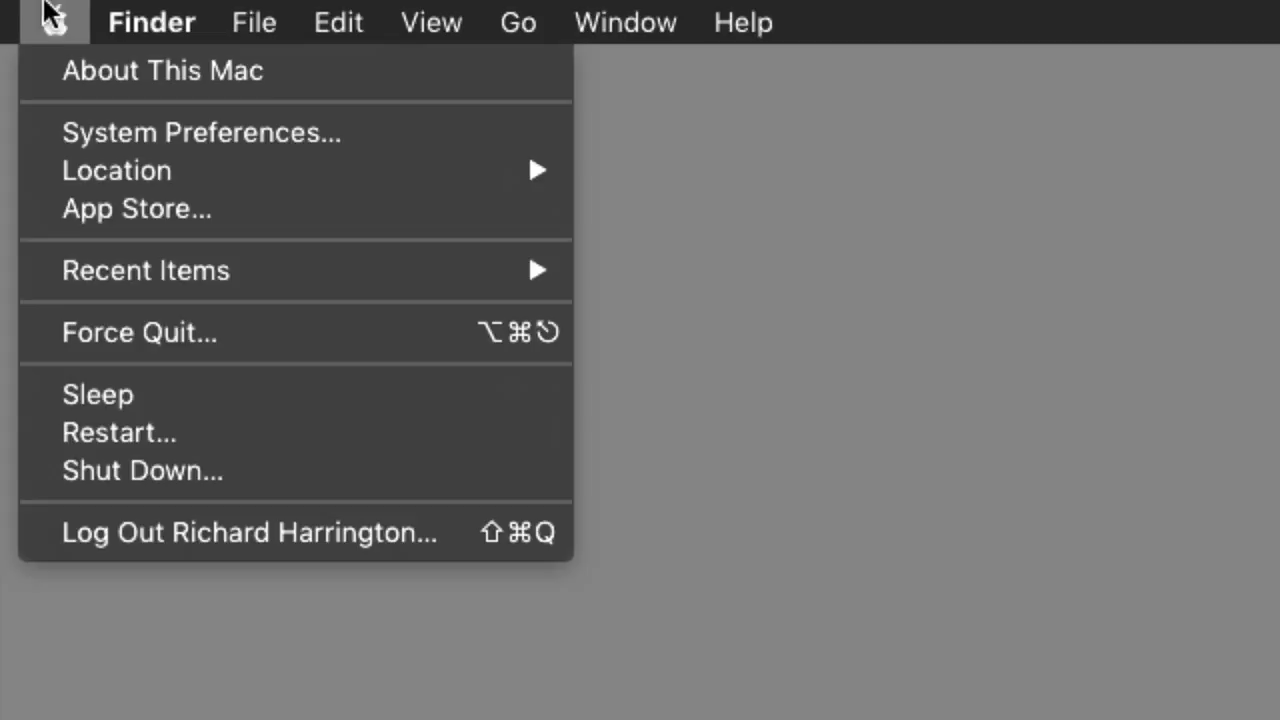 Finder File Edit View Go Window Help
About This Mac
System Preferences...
Location
App Store...
Recent Items
Force Quit... ⌥⌘⎋
Sleep
Restart...
Shut Down...
Log Out Richard Harrington... ⇧⌘Q